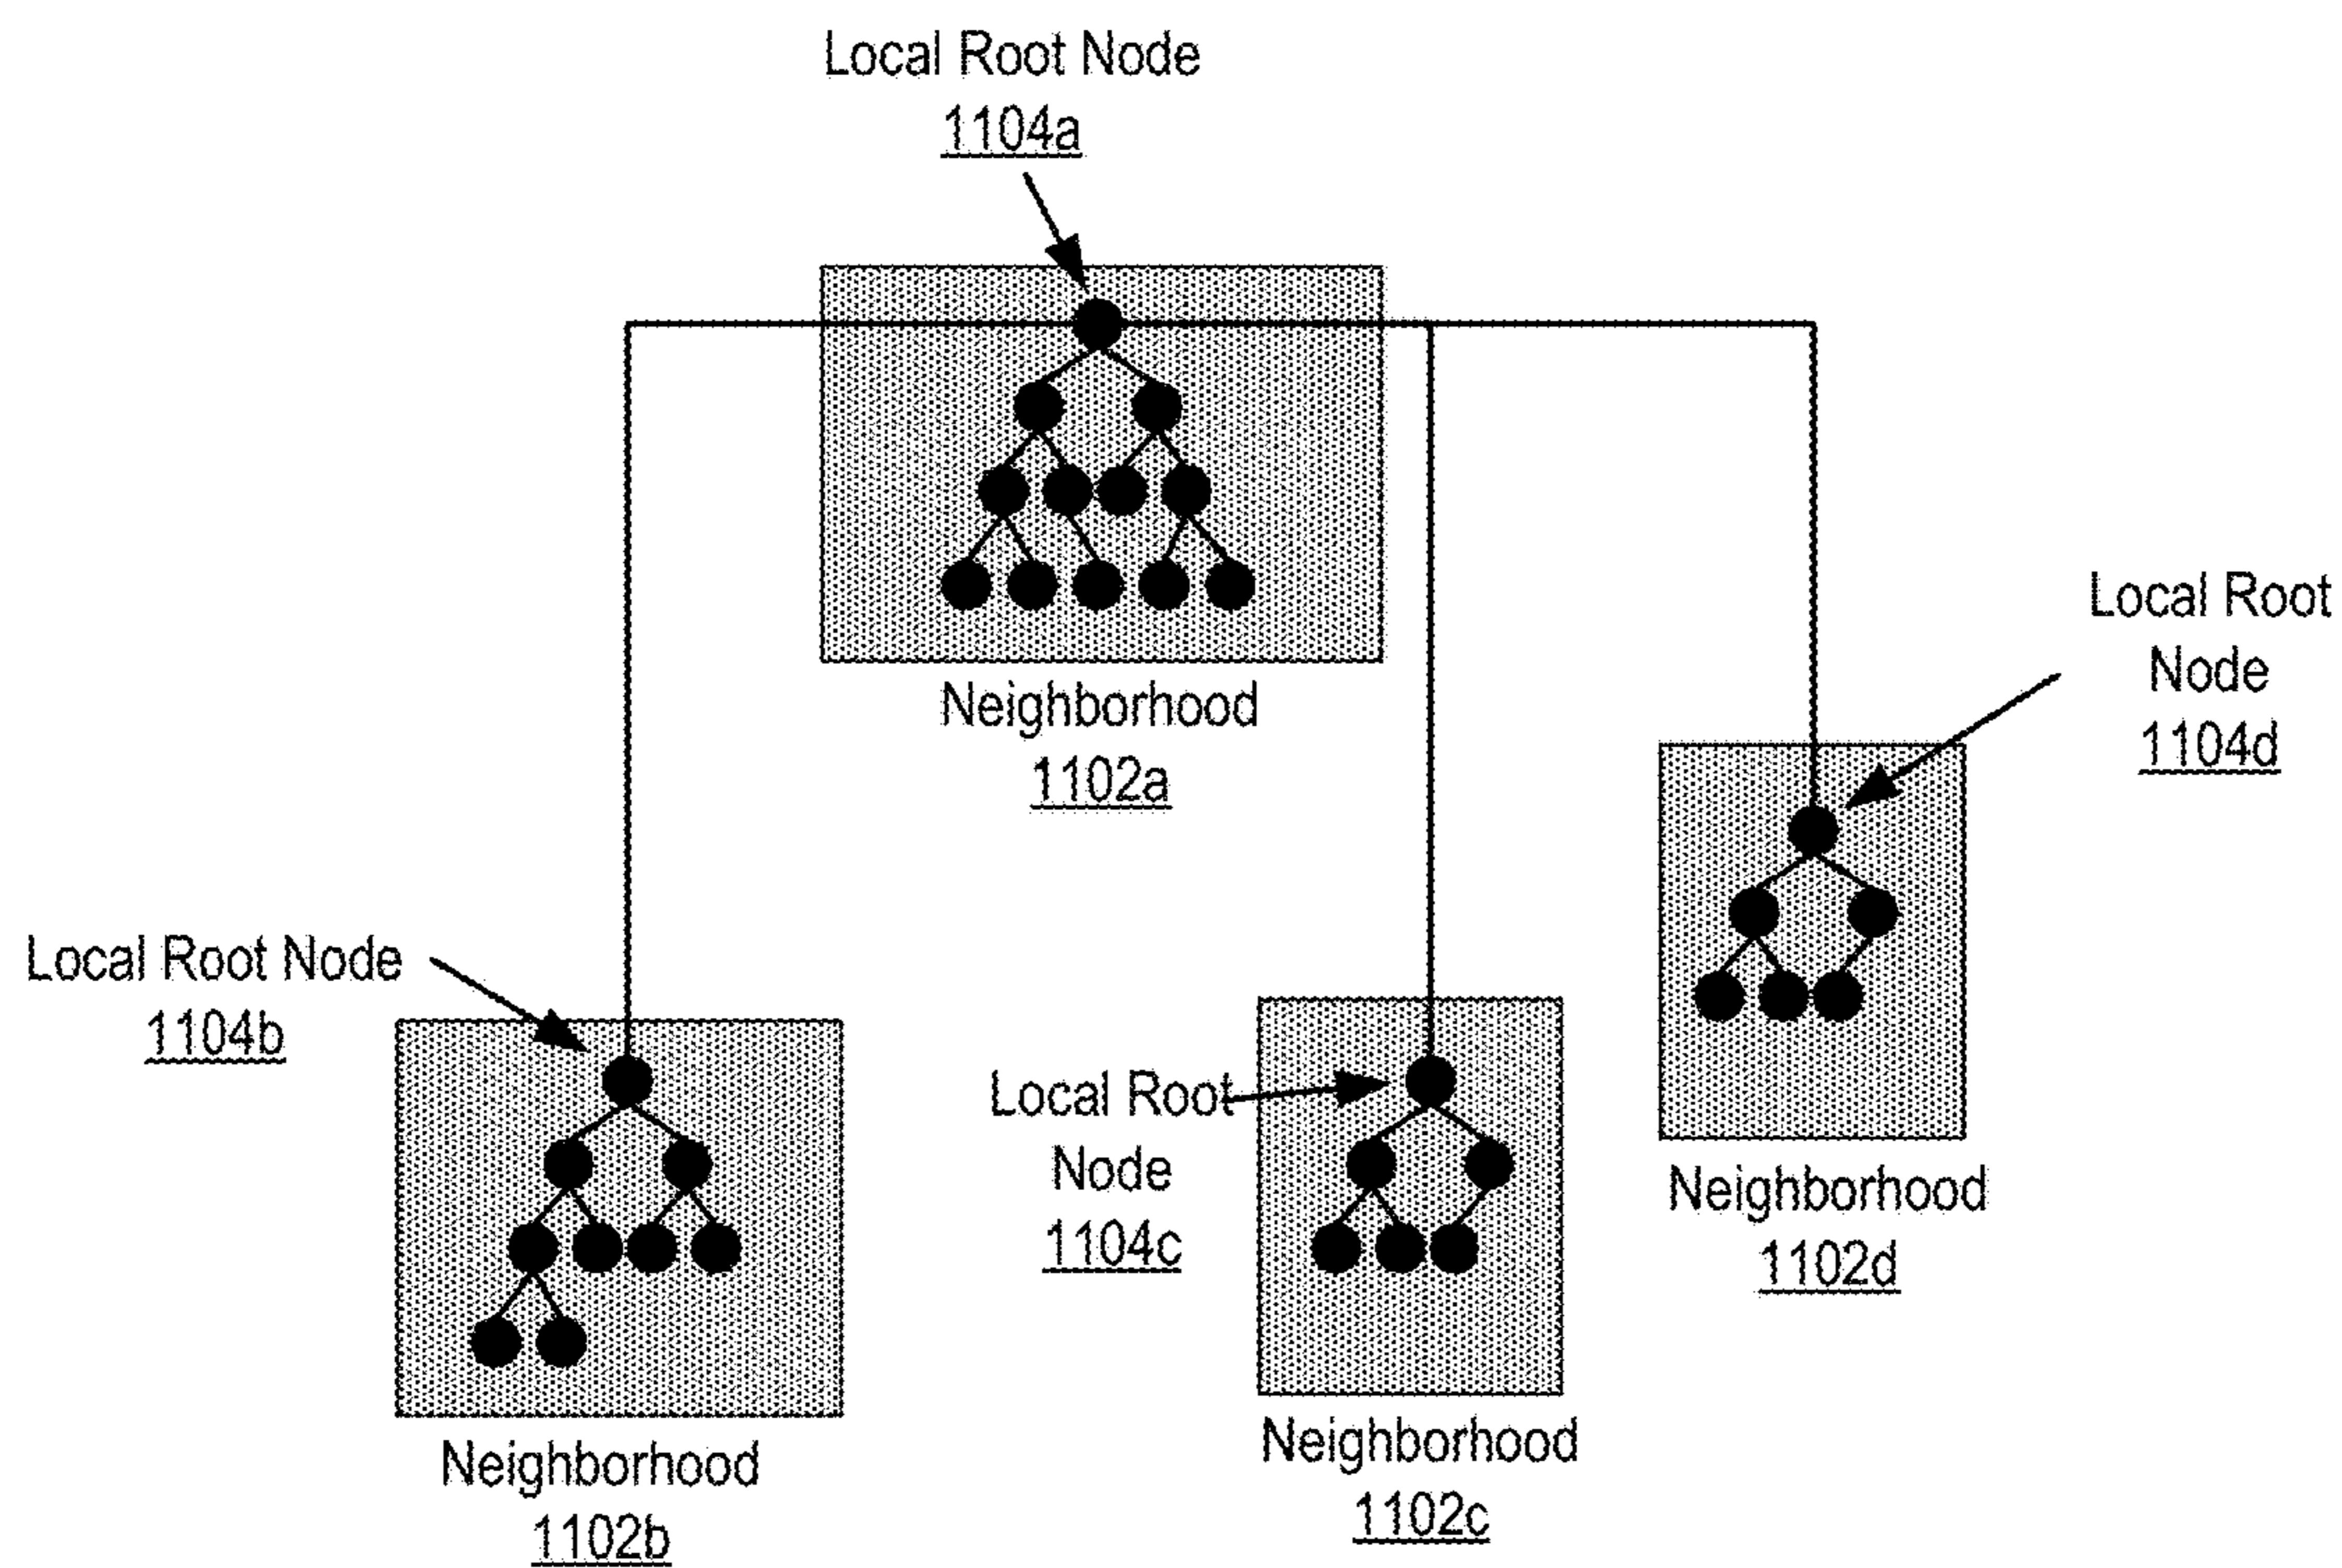 Local Root Node
1104a
Neighborhood
1102a
Local Root
Node
1104d
Local Root Node
1104b
Local Root
Node
1104c
Neighborhood
1102d
Neighborhood
1102b
Neighborhood
1102c